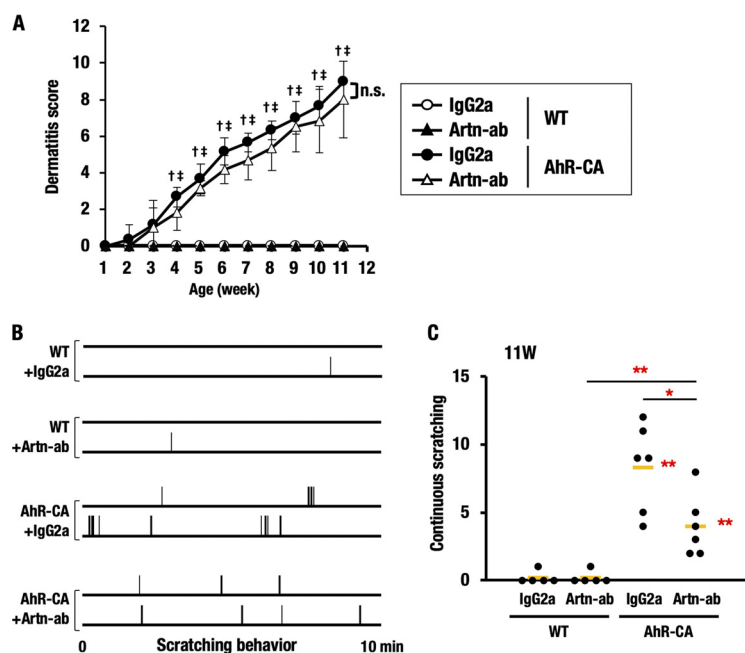 A
Dermatitis score
12
10
8
6
4
2
0
†‡ †‡ †‡ †‡ †‡ †‡ †‡ †‡
n.s.
1 2 3 4 5 6 7 8 9 10 11 12
Age (week)
IgG2a
Artn-ab
WT
IgG2a
Artn-ab
AhR-CA
B
WT
+IgG2a
WT
+Artn-ab
AhR-CA
+IgG2a
AhR-CA
+Artn-ab
0 Scratching behavior 10 min
C
11W
Continuous scratching
15
10
5
0
**
*
**
**
IgG2a Artn-ab IgG2a Artn-ab
WT AhR-CA